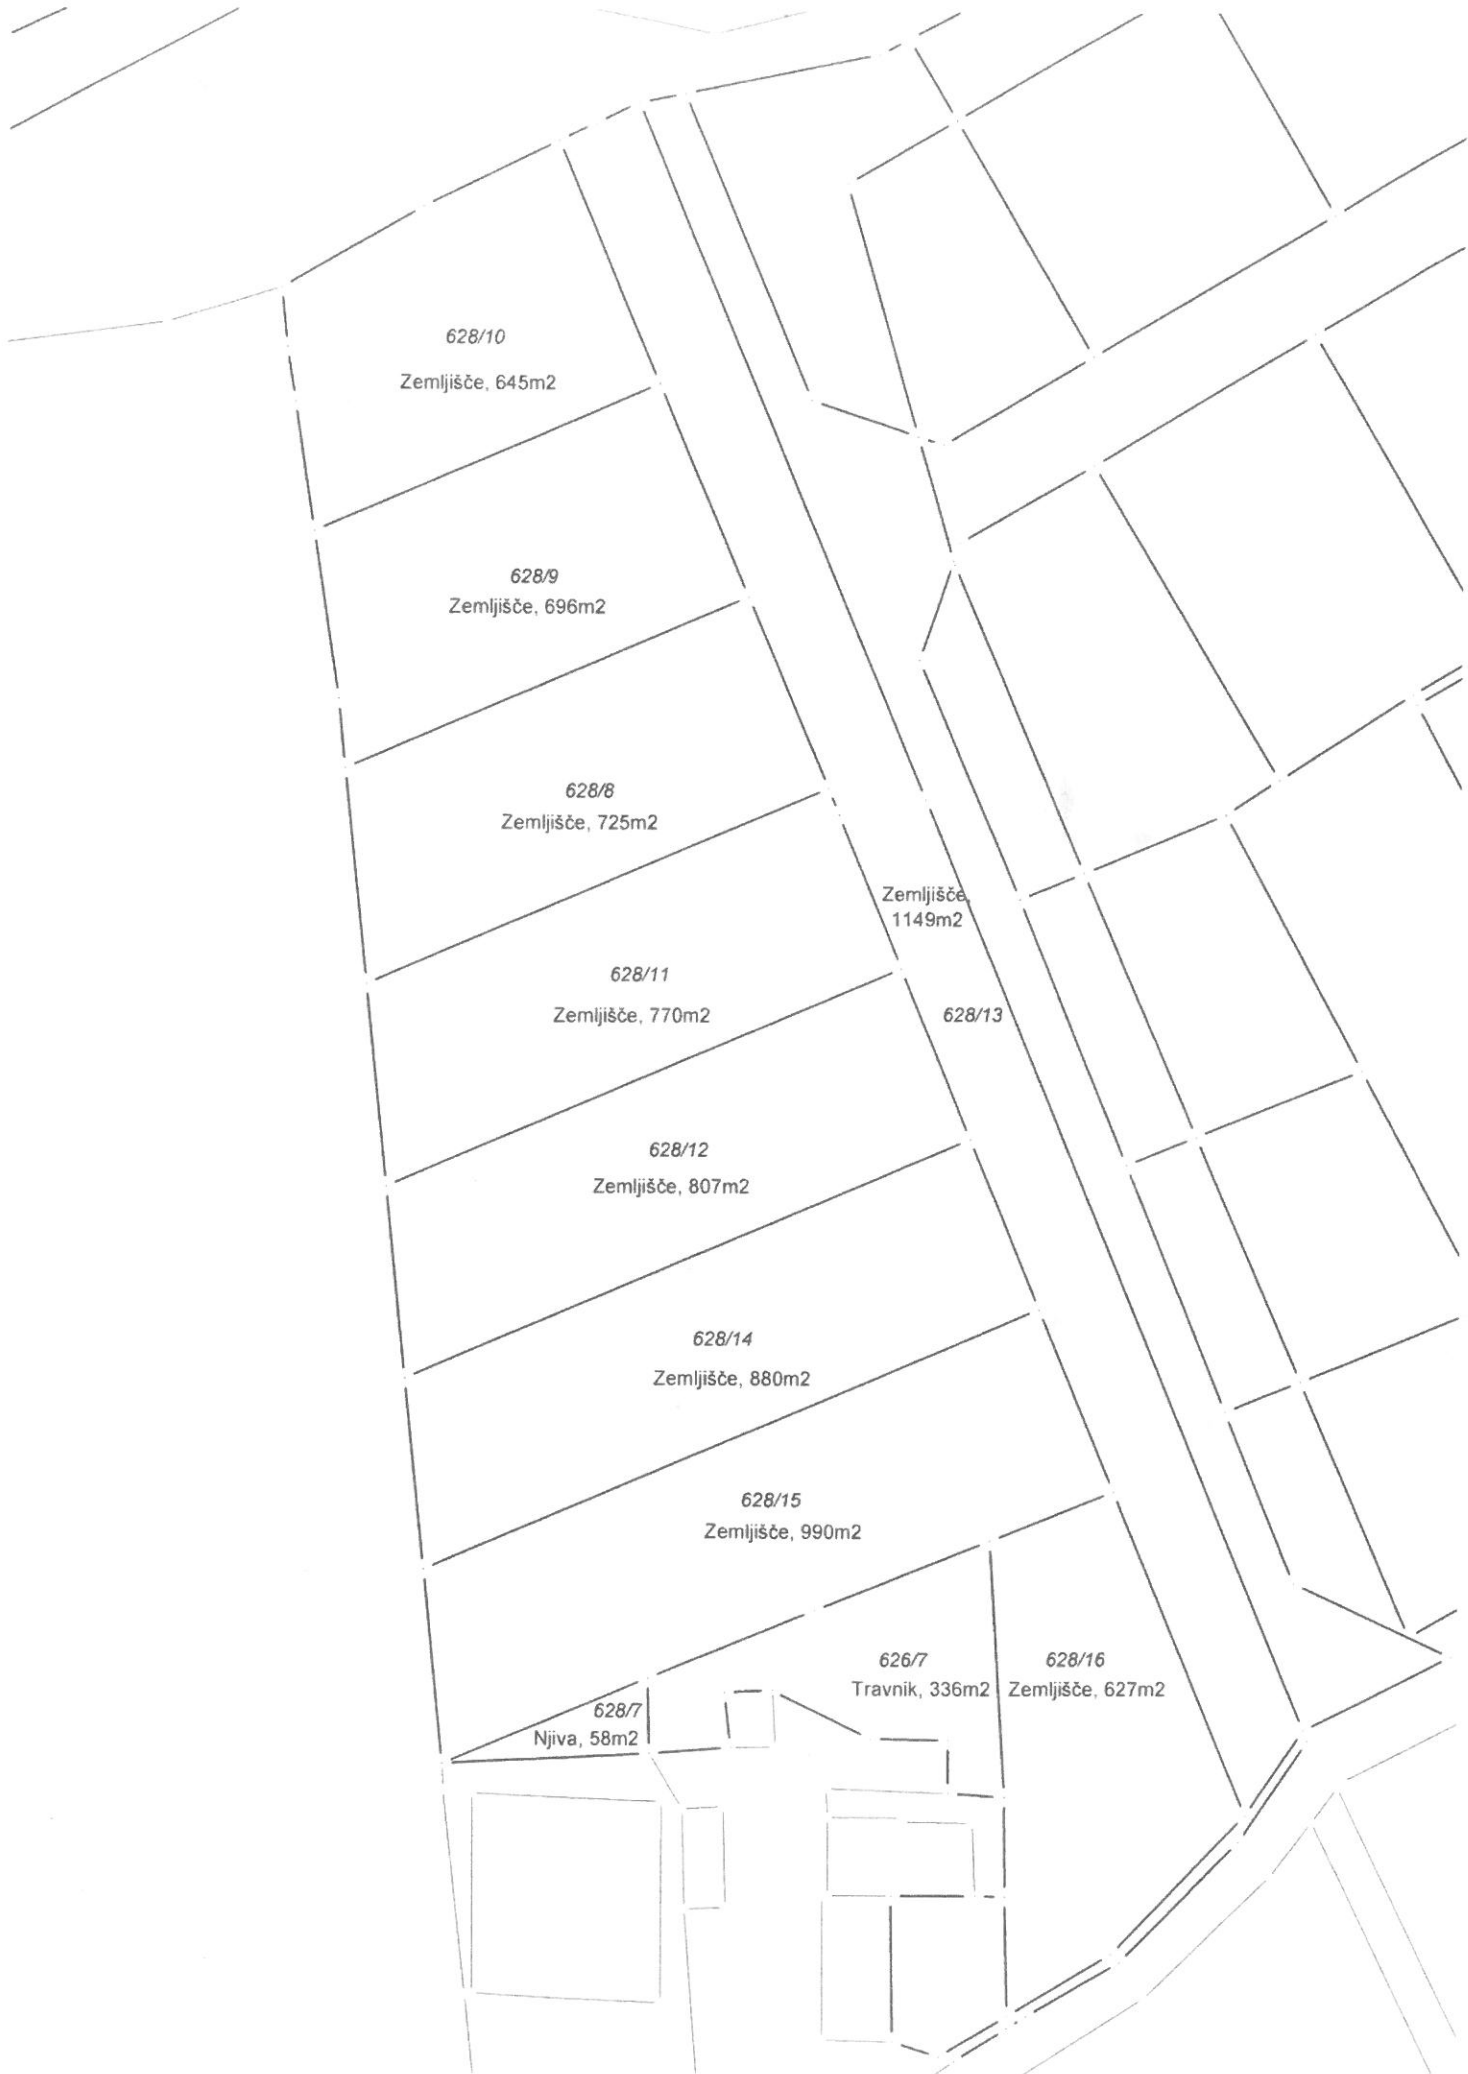 628/10
Zemljišče, 645m2
628/9
Zemljišče, 696m2
628/8
Zemljišče, 725m2
Zemljišče,
1149m2
628/11
Zemljišče, 770m2
628/13
628/12
Zemljišče, 807m2
628/14
Zemljišče, 880m2
628/15
Zemljišče, 990m2
626/7
Travnik, 336m2
628/16
Zemljišče, 627m2
628/7
Njiva, 58m2